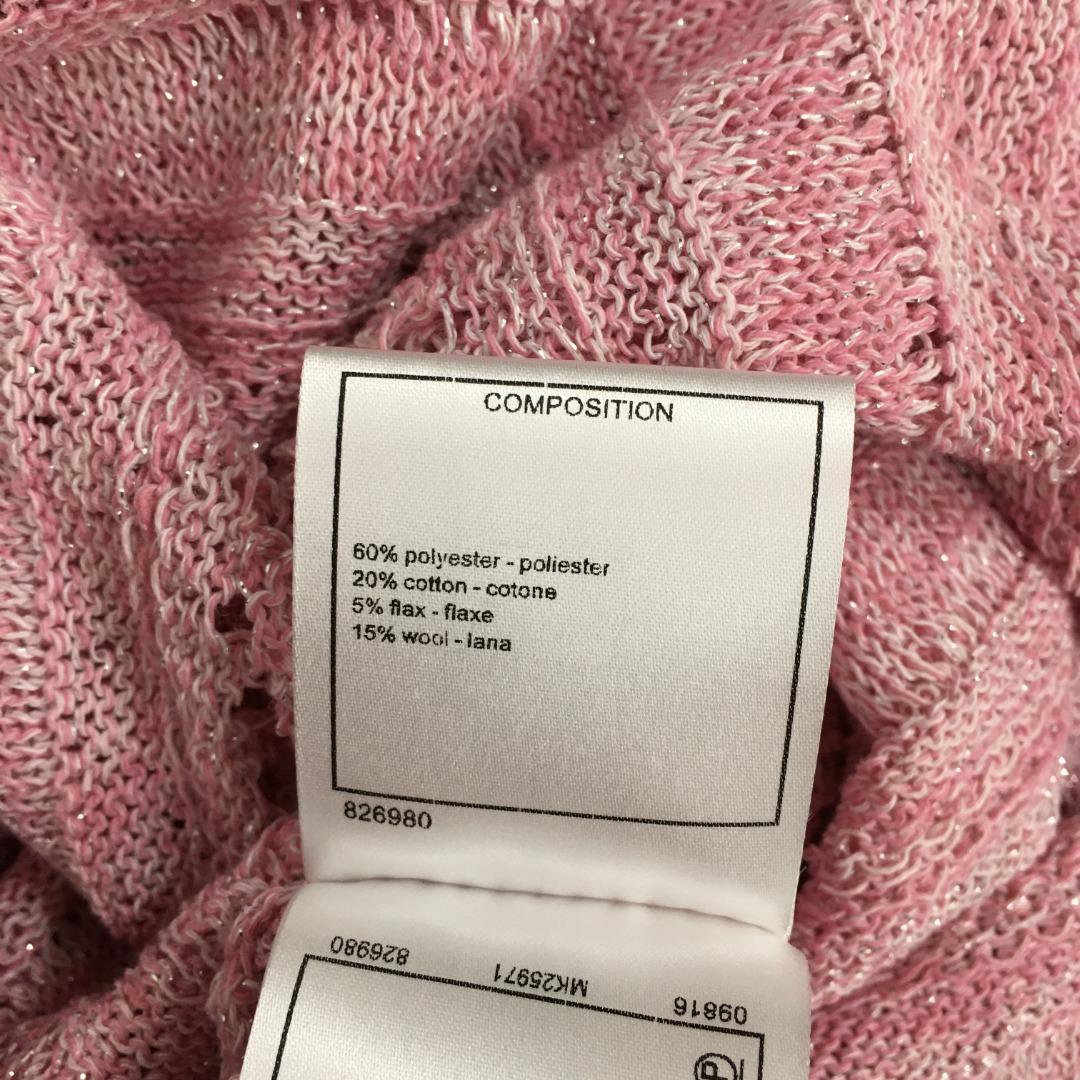 COMPOSITION
60% polyester - poliester
20% cotton - cotone
5% flax - flaxe
15% wool - lana
826980
09816 MK25971 826980
P